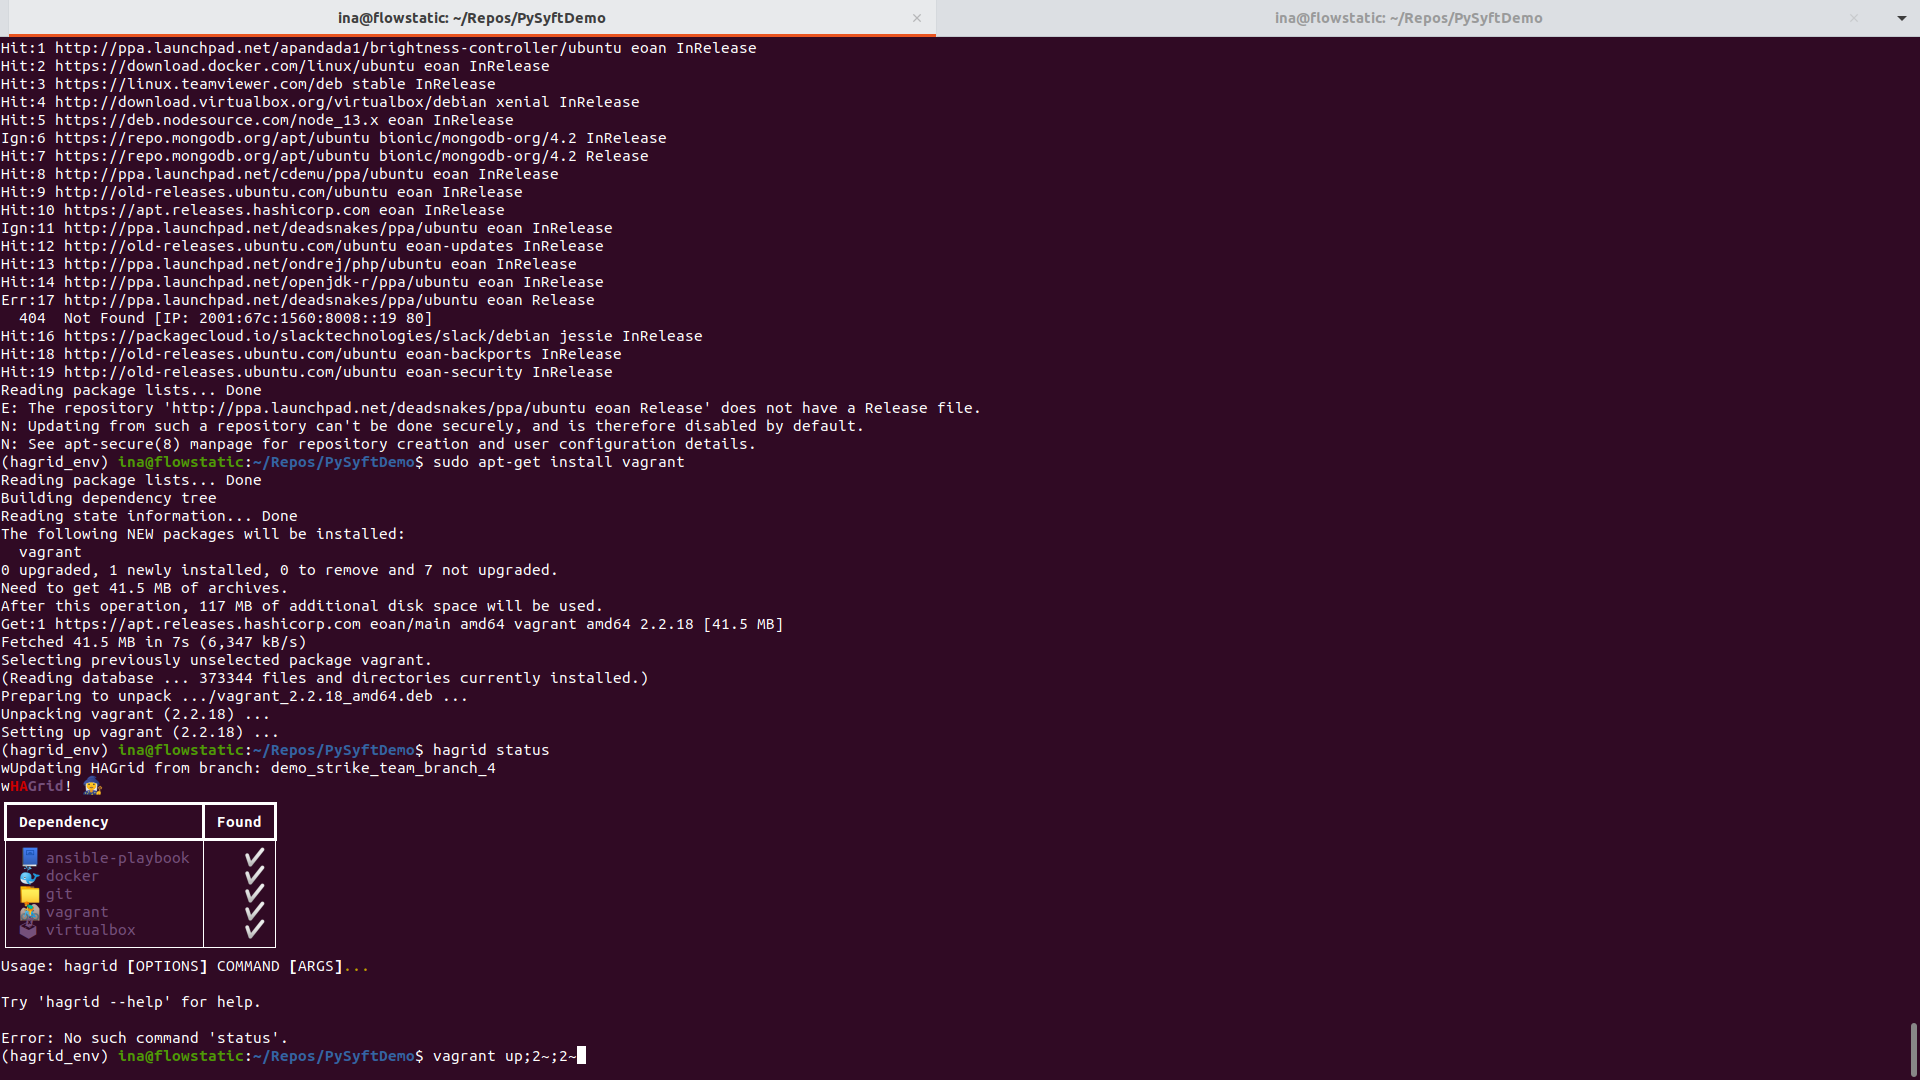 ina@flowstatic: ~/Repos/PySyftDemo
ina@flowstatic: ~/Repos/PySyftDemo
Hit:1 http://ppa.launchpad.net/apandada1/brightness-controller/ubuntu eoan InRelease
Hit:2 https://download.docker.com/linux/ubuntu eoan InRelease
Hit:3 https://linux.teamviewer.com/deb stable InRelease
Hit:4 http://download.virtualbox.org/virtualbox/debian xenial InRelease
Hit:5 https://deb.nodesource.com/node_13.x eoan InRelease
Ign:6 https://repo.mongodb.org/apt/ubuntu bionic/mongodb-org/4.2 InRelease
Hit:7 https://repo.mongodb.org/apt/ubuntu bionic/mongodb-org/4.2 Release
Hit:8 http://ppa.launchpad.net/cdemu/ppa/ubuntu eoan InRelease
Hit:9 http://old-releases.ubuntu.com/ubuntu eoan InRelease
Hit:10 https://apt.releases.hashicorp.com eoan InRelease
Ign:11 http://ppa.launchpad.net/deadsnakes/ppa/ubuntu eoan InRelease
Hit:12 http://old-releases.ubuntu.com/ubuntu eoan-updates InRelease
Hit:13 http://ppa.launchpad.net/ondrej/php/ubuntu eoan InRelease
Hit:14 http://ppa.launchpad.net/openjdk-r/ppa/ubuntu eoan InRelease
Err:17 http://ppa.launchpad.net/deadsnakes/ppa/ubuntu eoan Release
  404  Not Found [IP: 2001:67c:1560:8008::19 80]
Hit:16 https://packagecloud.io/slacktechnologies/slack/debian jessie InRelease
Hit:18 http://old-releases.ubuntu.com/ubuntu eoan-backports InRelease
Hit:19 http://old-releases.ubuntu.com/ubuntu eoan-security InRelease
Reading package lists... Done
E: The repository 'http://ppa.launchpad.net/deadsnakes/ppa/ubuntu eoan Release' does not have a Release file.
N: Updating from such a repository can't be done securely, and is therefore disabled by default.
N: See apt-secure(8) manpage for repository creation and user configuration details.
(hagrid_env) ina@flowstatic:~/Repos/PySyftDemo$ sudo apt-get install vagrant
Reading package lists... Done
Building dependency tree
Reading state information... Done
The following NEW packages will be installed:
  vagrant
0 upgraded, 1 newly installed, 0 to remove and 7 not upgraded.
Need to get 41.5 MB of archives.
After this operation, 117 MB of additional disk space will be used.
Get:1 https://apt.releases.hashicorp.com eoan/main amd64 vagrant amd64 2.2.18 [41.5 MB]
Fetched 41.5 MB in 7s (6,347 kB/s)
Selecting previously unselected package vagrant.
(Reading database ... 373344 files and directories currently installed.)
Preparing to unpack .../vagrant_2.2.18_amd64.deb ...
Unpacking vagrant (2.2.18) ...
Setting up vagrant (2.2.18) ...
(hagrid_env) ina@flowstatic:~/Repos/PySyftDemo$ hagrid status
wUpdating HAGrid from branch: demo_strike_team_branch_4
wHAGrid! 🧙
Dependency Found
📘 ansible-playbook ✔
🐳 docker ✔
📁 git ✔
vagrant ✔
virtualbox ✔
Usage: hagrid [OPTIONS] COMMAND [ARGS]...
Try 'hagrid --help' for help.
Error: No such command 'status'.
(hagrid_env) ina@flowstatic:~/Repos/PySyftDemo$ vagrant up;2~;2~